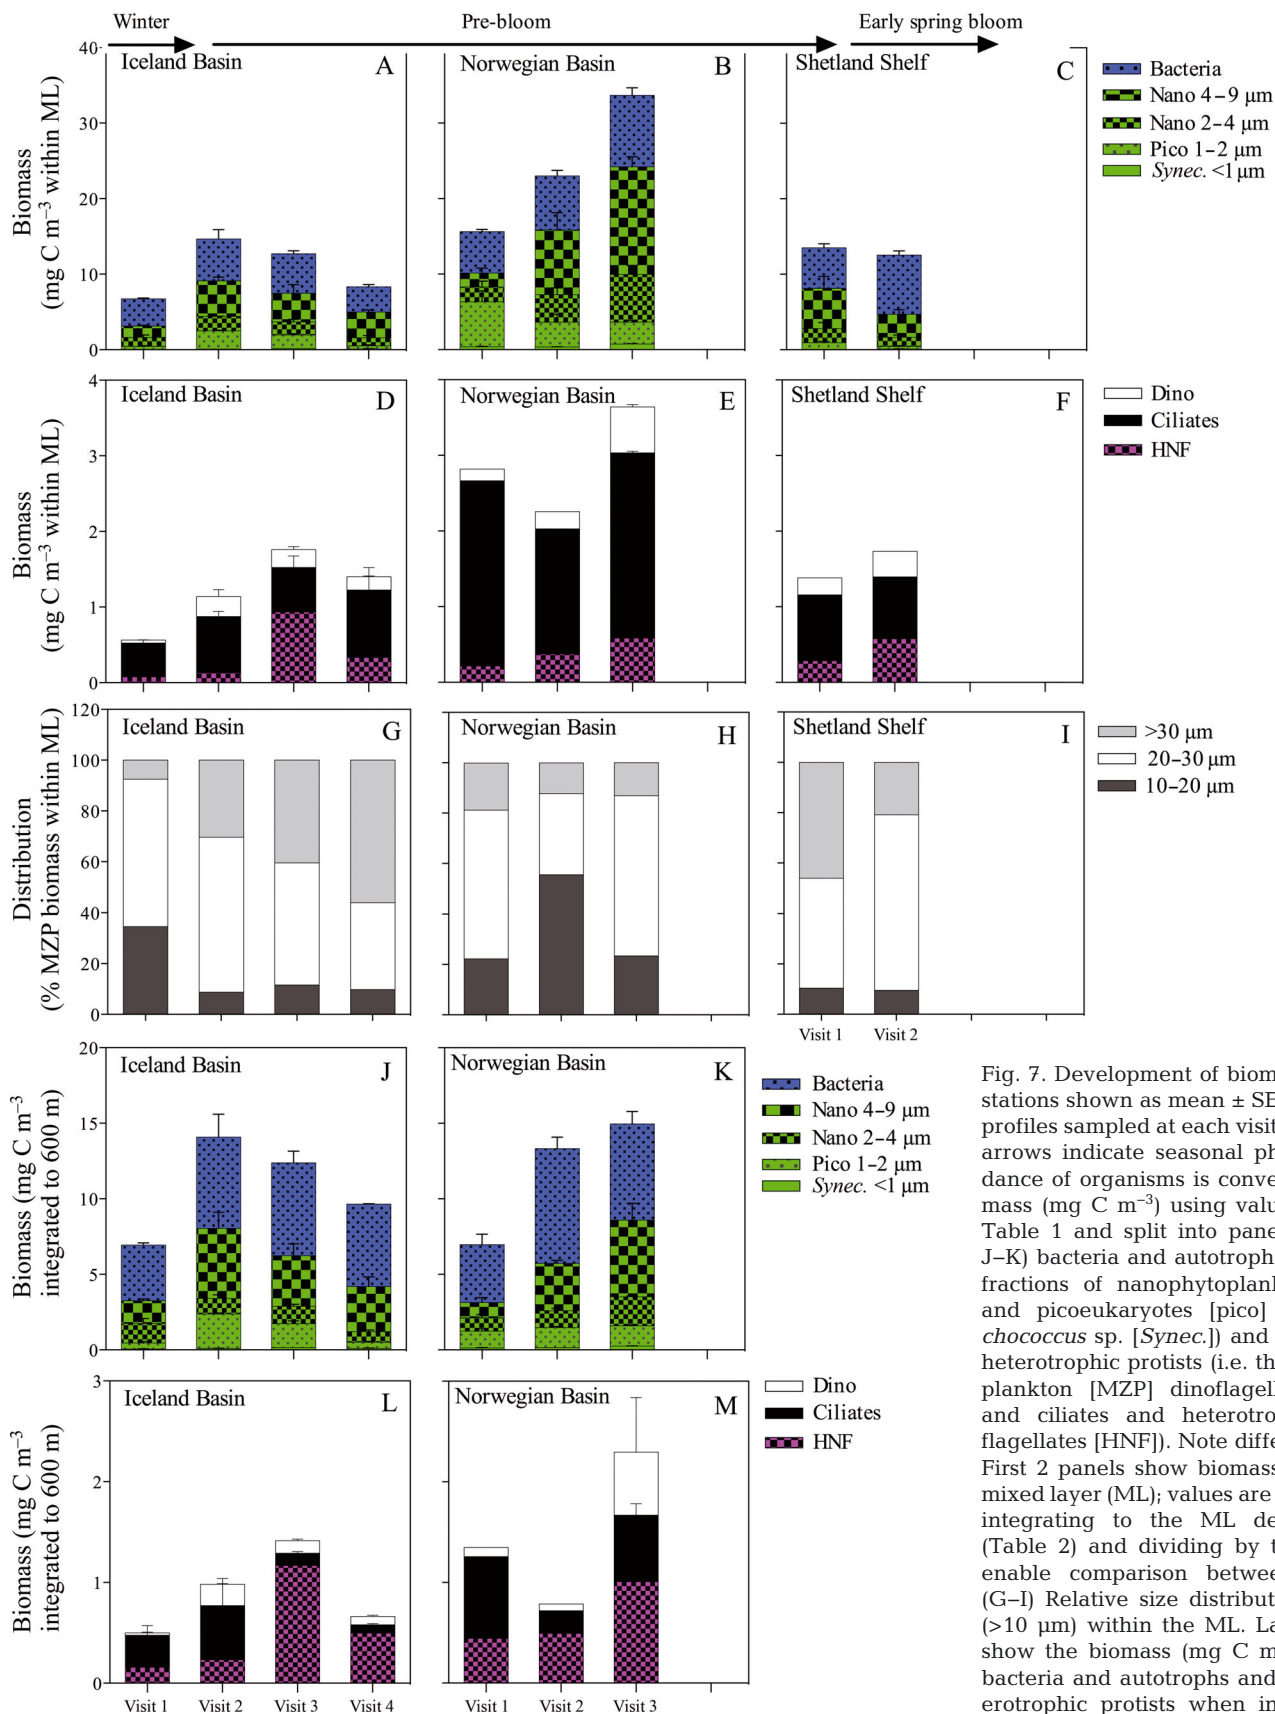 Winter
Pre-bloom
Early spring bloom
Iceland Basin A
Norwegian Basin B
Shetland Shelf C
Biomass
(mg C m⁻³ within ML)
40
30
20
10
0
Bacteria
Nano 4–9 µm
Nano 2–4 µm
Pico 1–2 µm
Synec. <1 µm
Iceland Basin D
Norwegian Basin E
Shetland Shelf F
Biomass
(mg C m⁻³ within ML)
4
3
2
1
0
Dino
Ciliates
HNF
Iceland Basin G
Norwegian Basin H
Shetland Shelf I
Distribution
(% MZP biomass within ML)
120
100
80
60
40
20
0
>30 µm
20–30 µm
10–20 µm
Visit 1 Visit 2
Iceland Basin J
Norwegian Basin K
Biomass (mg C m⁻³
integrated to 600 m)
20
15
10
5
0
Bacteria
Nano 4–9 µm
Nano 2–4 µm
Pico 1–2 µm
Synec. <1 µm
Iceland Basin L
Norwegian Basin M
Biomass (mg C m⁻³
integrated to 600 m)
3
2
1
0
Dino
Ciliates
HNF
Visit 1 Visit 2 Visit 3 Visit 4
Visit 1 Visit 2 Visit 3
Fig. 7. Development of biom
stations shown as mean ± SE
profiles sampled at each visit
arrows indicate seasonal ph
dance of organisms is conve
mass (mg C m⁻³) using valu
Table 1 and split into pane
J–K) bacteria and autotroph
fractions of nanophytoplank
and picoeukaryotes [pico]
chococcus sp. [Synec.]) and
heterotrophic protists (i.e. th
plankton [MZP] dinoflagell
and ciliates and heterotro
flagellates [HNF]). Note diffe
First 2 panels show biomass
mixed layer (ML); values are
integrating to the ML de
(Table 2) and dividing by t
enable comparison between
(G–I) Relative size distribut
(>10 µm) within the ML. La
show the biomass (mg C m
bacteria and autotrophs and
erotrophic protists when in